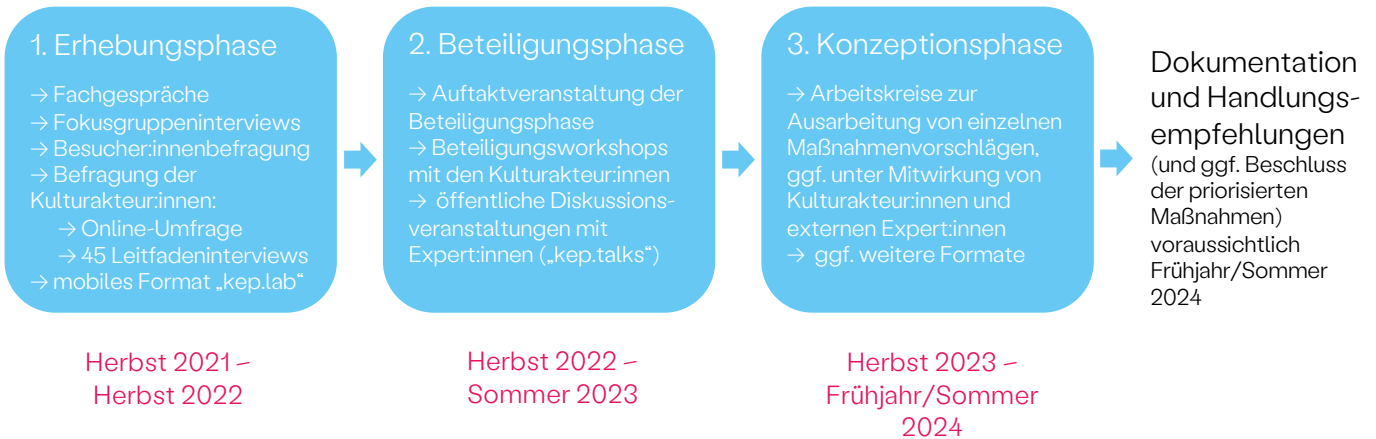 1. Erhebungsphase
→ Fachgespräche
→ Fokusgruppeninterviews
→ Besucher:innenbefragung
→ Befragung der
Kulturakteur:innen:
→ Online-Umfrage
→ 45 Leitfadeninterviews
→ mobiles Format „kep.lab“
Herbst 2021 –
Herbst 2022
2. Beteiligungsphase
→ Auftaktveranstaltung der
Beteiligungsphase
→ Beteiligungsworkshops
mit den Kulturakteur:innen
→ öffentliche Diskussions-
veranstaltungen mit
Expert:innen („kep.talks“)
Herbst 2022 –
Sommer 2023
3. Konzeptionsphase
→ Arbeitskreise zur
Ausarbeitung von einzelnen
Maßnahmenvorschlägen,
ggf. unter Mitwirkung von
Kulturakteur:innen und
externen Expert:innen
→ ggf. weitere Formate
Herbst 2023 –
Frühjahr/Sommer
2024
Dokumentation
und Handlungs-
empfehlungen
(und ggf. Beschluss
der priorisierten
Maßnahmen)
voraussichtlich
Frühjahr/Sommer
2024